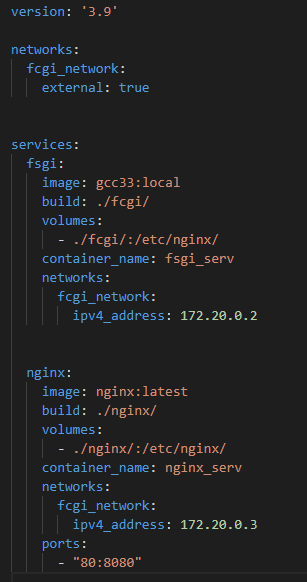 version: '3.9'
networks:
  fcgi_network:
    external: true
services:
  fsgi:
    image: gcc33:local
    build: ./fcgi/
    volumes:
      - ./fcgi/:/etc/nginx/
    container_name: fsgi_serv
    networks:
      fcgi_network:
        ipv4_address: 172.20.0.2
  nginx:
    image: nginx:latest
    build: ./nginx/
    volumes:
      - ./nginx/:/etc/nginx/
    container_name: nginx_serv
    networks:
      fcgi_network:
        ipv4_address: 172.20.0.3
    ports:
      - "80:8080"